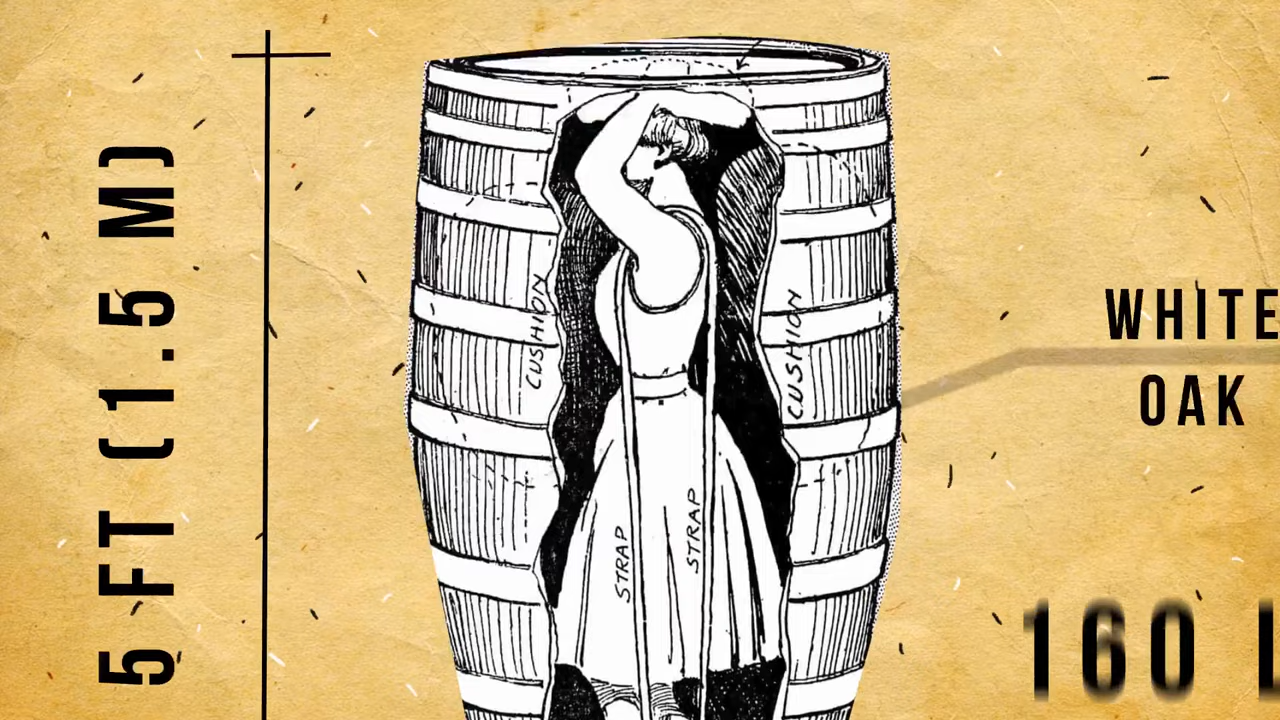 5 FT (1.5 M)
CUSHION
CUSHION
STRAP
STRAP
WHITE
OAK
160